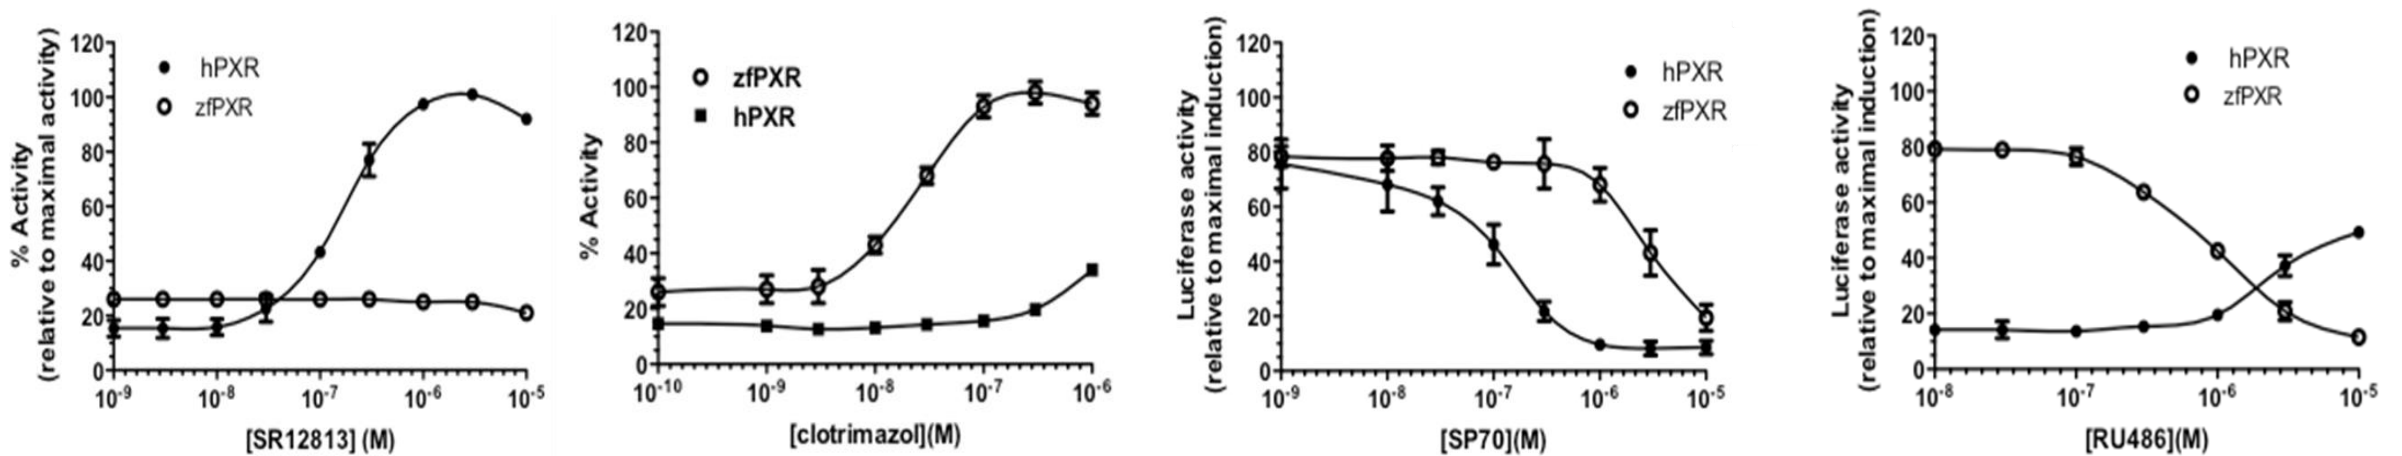 % Activity
(relative to maximal activity)
120
100
80
60
40
20
0
hPXR
zfPXR
10-9
10-8
10-7
10-6
10-5
[SR12813] (M)
% Activity
120
100
80
60
40
20
0
zfPXR
hPXR
10-10
10-9
10-8
10-7
10-6
[clotrimazol](M)
Luciferase activity
(relative to maximal induction)
120
100
80
60
40
20
0
hPXR
zfPXR
10-9
10-8
10-7
10-6
10-5
[SP70](M)
Luciferase activity
(relative to maximal induction)
120
100
80
60
40
20
0
hPXR
zfPXR
10-8
10-7
10-6
10-5
[RU486](M)